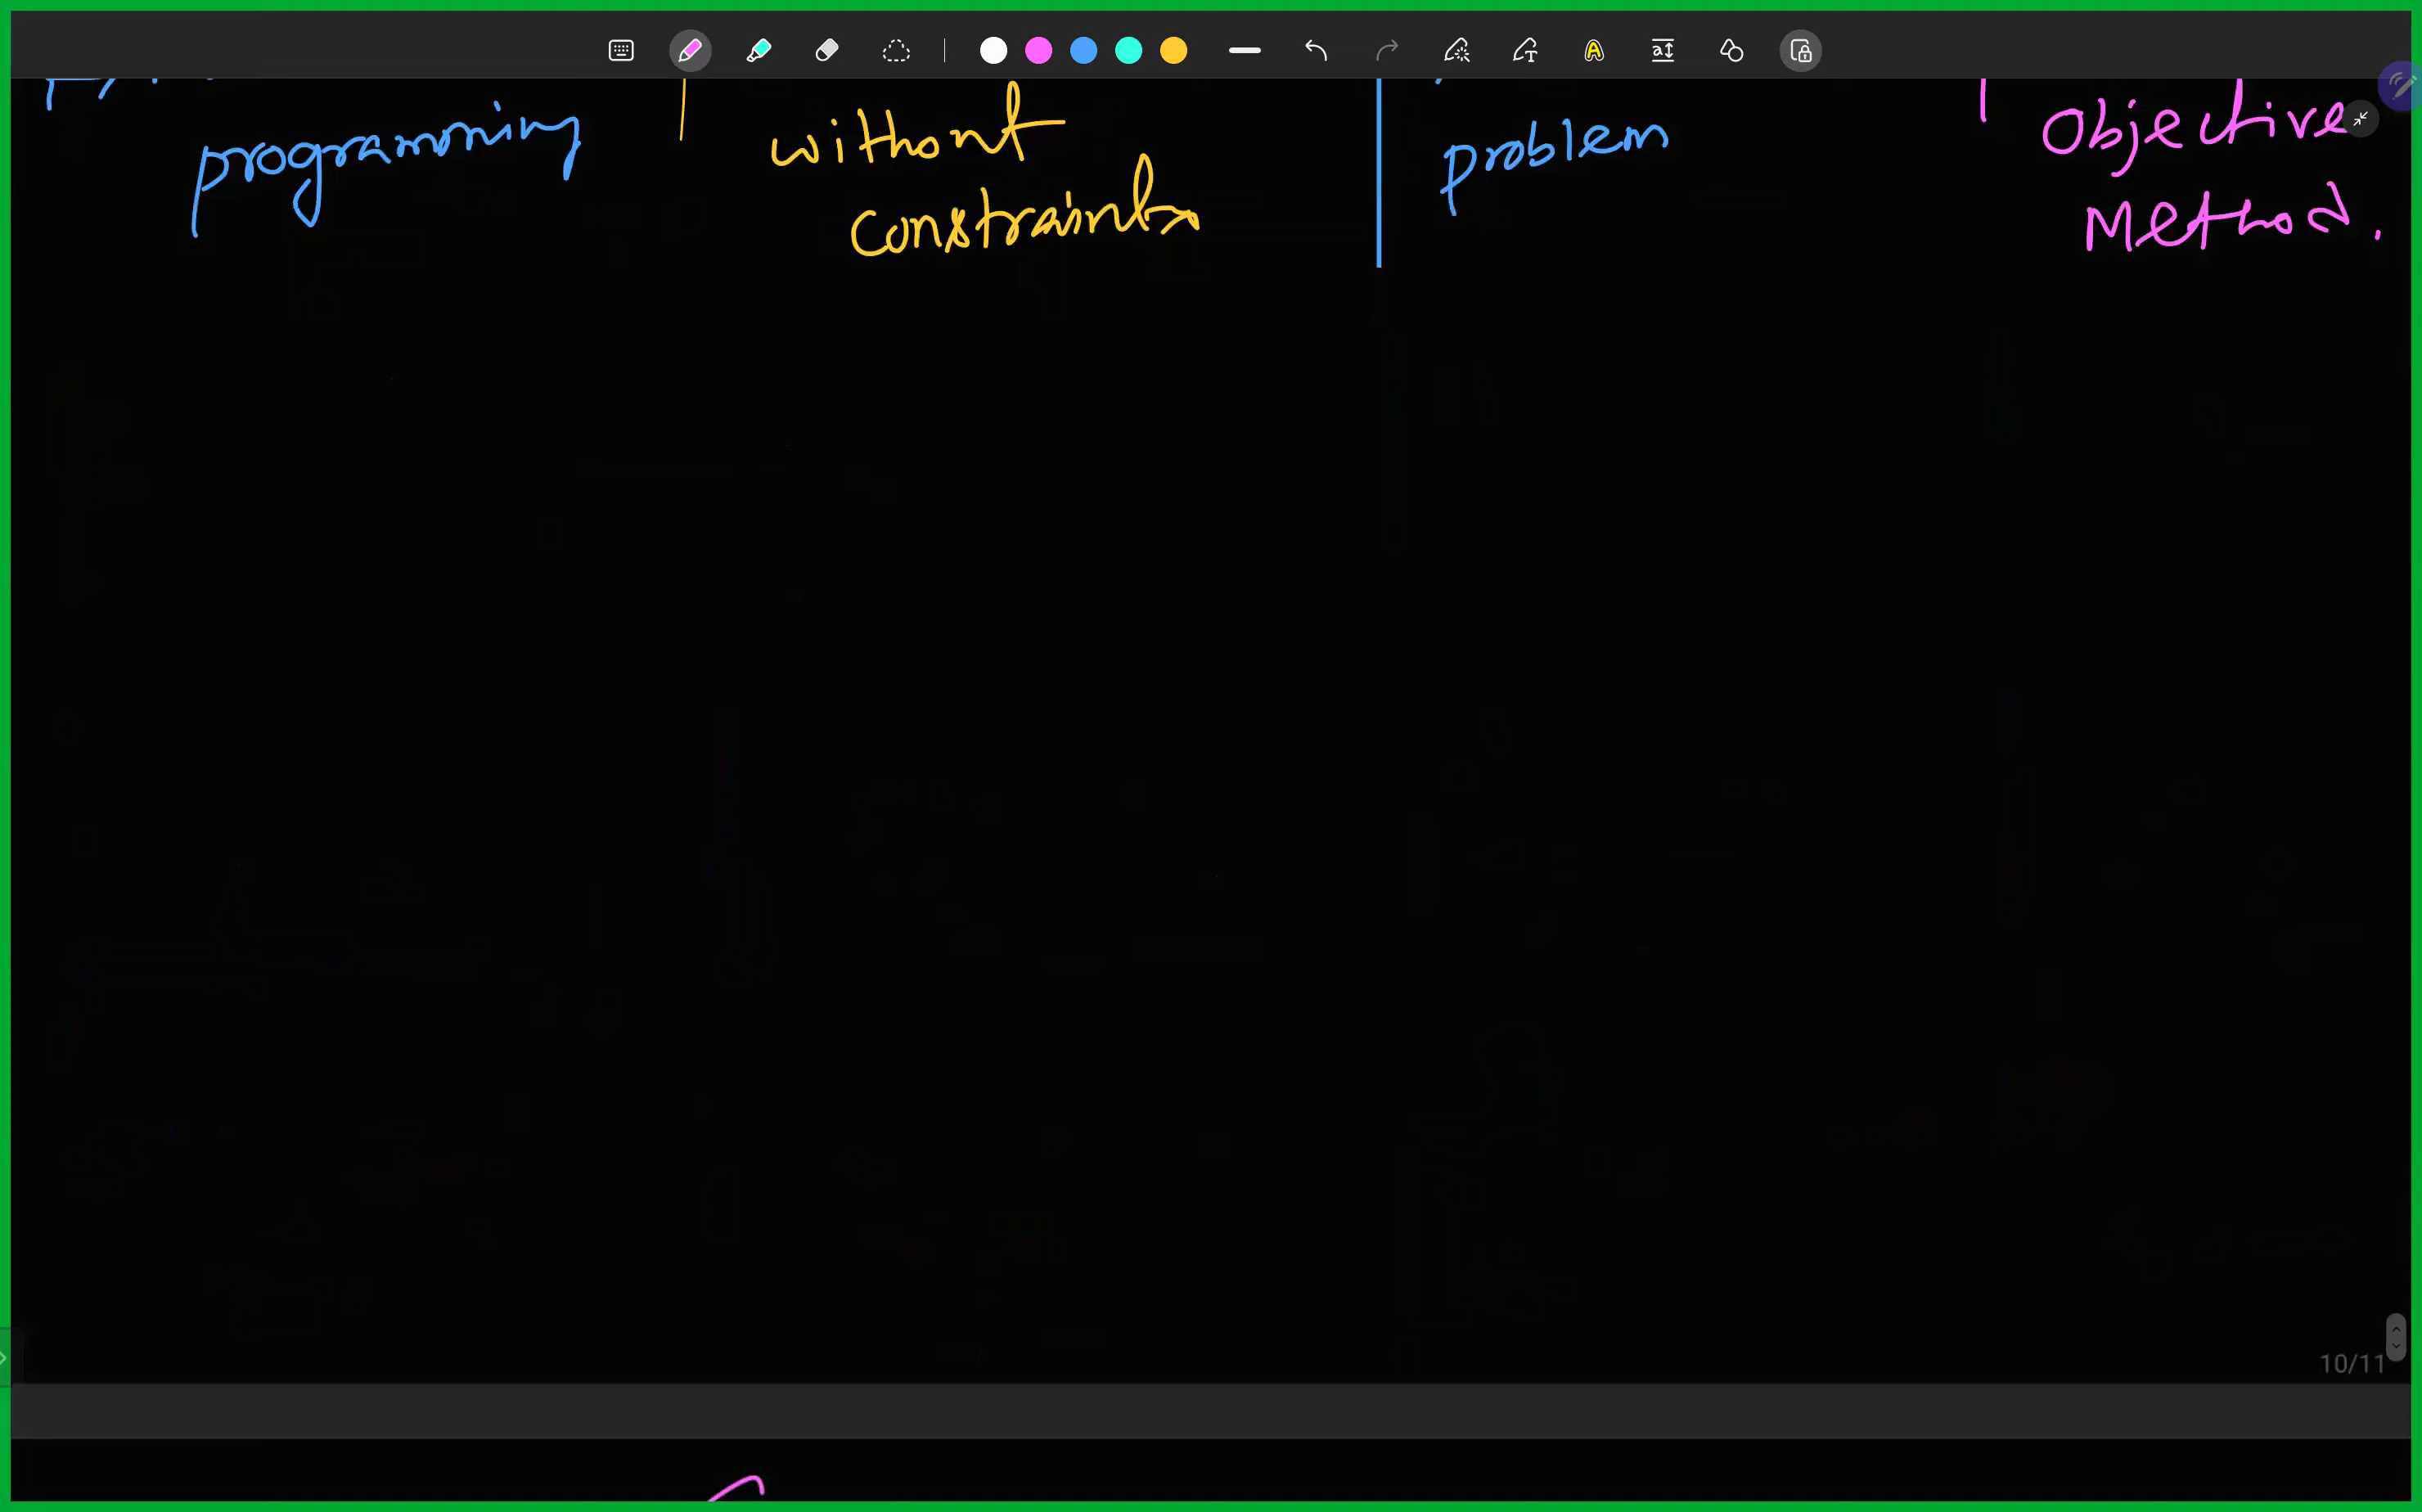 programming
without
constraints
problem
Objective
Method.
10/11